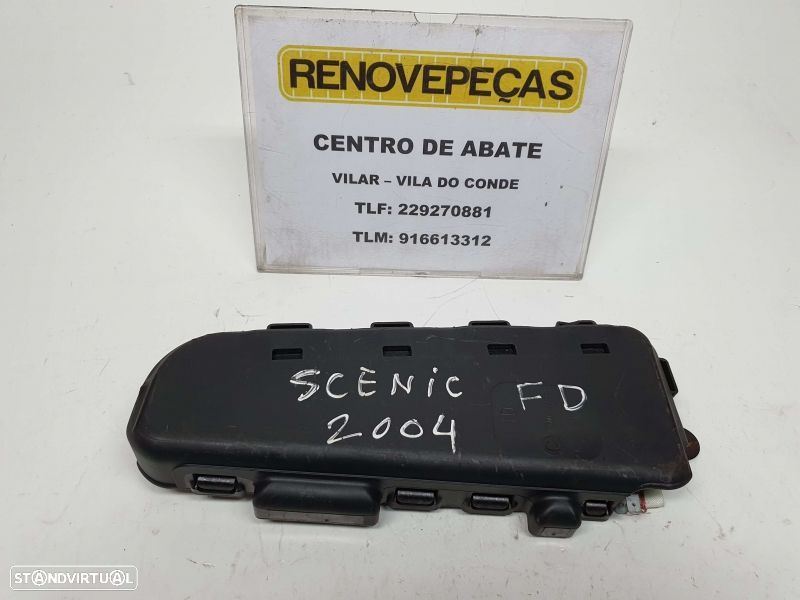 RENOVEPEÇAS
CENTRO DE ABATE
VILAR – VILA DO CONDE
TLF: 229270881
TLM: 916613312
SCENIC FD
2004
STANDVIRTUAL